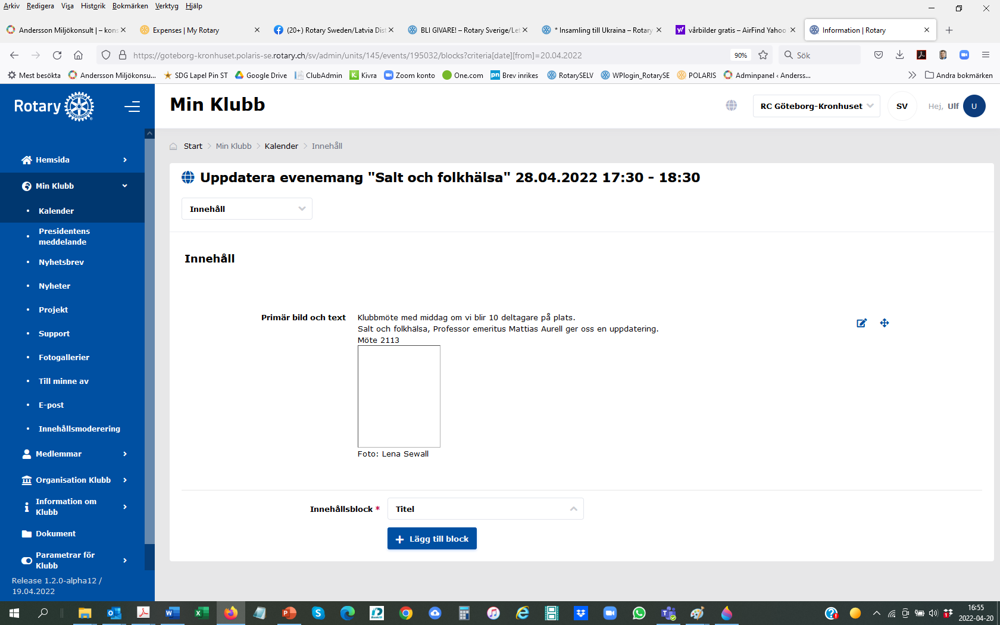 Arkiv Redigera Visa Historik Bokmärken Verktyg Hjälp
Andersson Miljökonsult | – kons
Expenses | My Rotary
(20+) Rotary Sweden/Latvia Dist
BLI GIVARE! – Rotary Sverige/Let
* Insamling till Ukraina – Rotary
vårbilder gratis – AirFind Yahoo
Information | Rotary
https://goteborg-kronhuset.polaris-se.rotary.ch/sv/admin/units/145/events/195032/blocks?criteria[date][from]=20.04.2022
90%
Sök
Mest besökta
Andersson Miljökonsu...
SDG Lapel Pin ST
Google Drive
ClubAdmin
Kivra
Zoom konto
One.com
Brev inrikes
RotarySELV
WPlogin_RotarySE
POLARIS
Adminpanel ‹ Anderss...
Andra bokmärken
Rotary
Min Klubb
RC Göteborg-Kronhuset
SV
Hej, Ulf
U
Start > Min Klubb > Kalender > Innehåll
Hemsida
Min Klubb
Kalender
Presidentens
meddelande
Nyhetsbrev
Nyheter
Projekt
Support
Fotogallerier
Till minne av
E-post
Innehållsmoderering
Medlemmar
Organisation Klubb
Information om
Klubb
Dokument
Parametrar för
Klubb
Release 1.2.0-alpha12 /
19.04.2022
Uppdatera evenemang "Salt och folkhälsa" 28.04.2022 17:30 - 18:30
Innehåll
Innehåll
Primär bild och text
Klubbmöte med middag om vi blir 10 deltagare på plats.
Salt och folkhälsa, Professor emeritus Mattias Aurell ger oss en uppdatering.
Möte 2113
Foto: Lena Sewall
Innehållsblock *
Titel
+ Lägg till block
16:55
2022-04-20